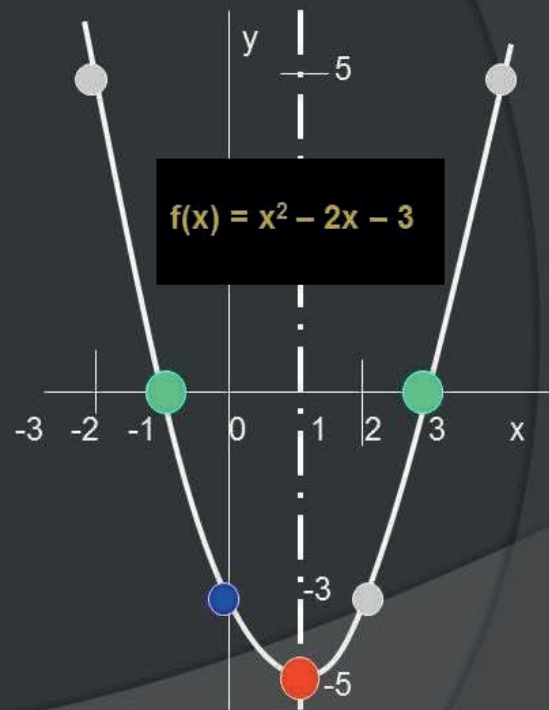 y
5
f(x) = x² – 2x – 3
-3 -2 -1 0 1 2 3 x
-3
-5